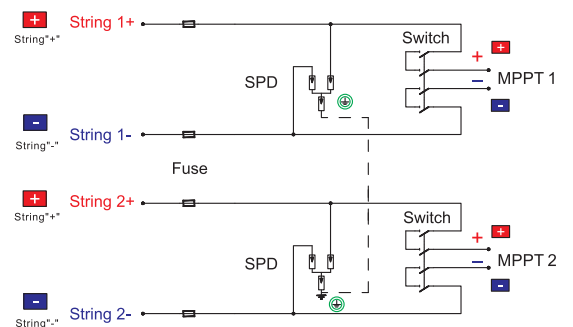 + String 1+
String"+"
Switch
+ +
SPD
− MPPT 1
-
- String 1-
String"-"
Fuse
+ String 2+
String"+"
Switch
+ +
SPD
− MPPT 2
-
- String 2-
String"-"